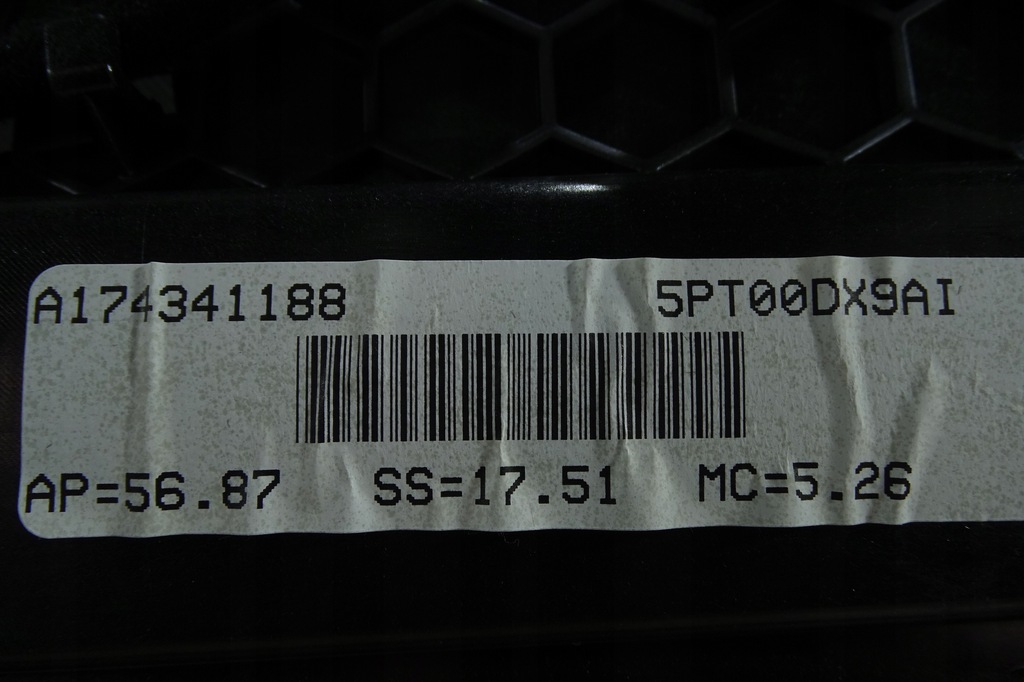 A174341188 5PT00DX9AI
AP=56.87 SS=17.51 MC=5.26